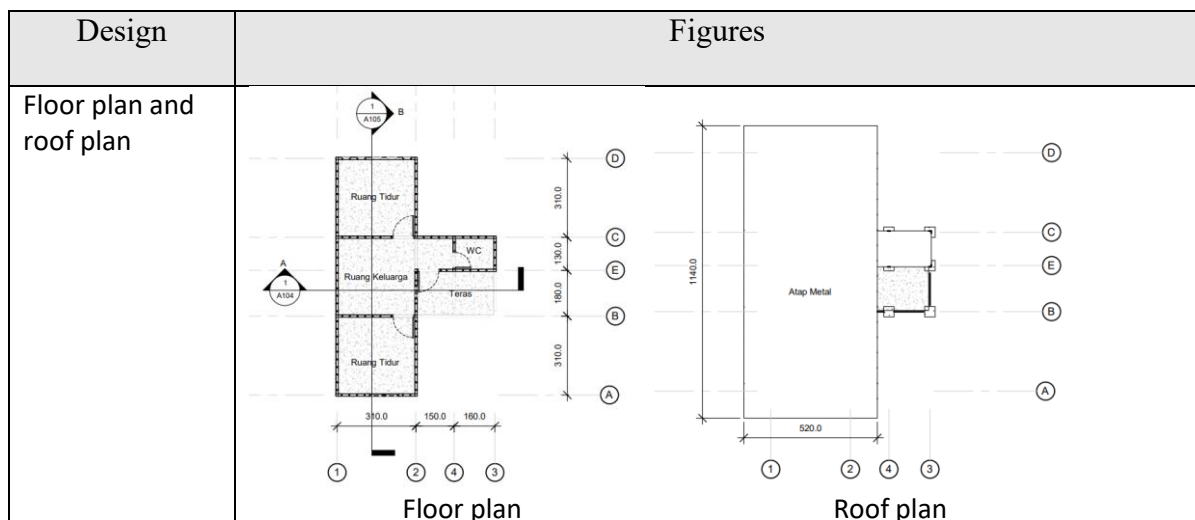 Design
Figures
Floor plan and
roof plan
1
A105
B
D
Ruang Tidur
310.0
C
WC
130.0
A
1
A104
Ruang Keluarga
E
Teras
180.0
B
Ruang Tidur
310.0
A
310.0
150.0
160.0
1
2
4
3
Floor plan
D
C
E
1140.0
Atap Metal
B
A
520.0
1
2
4
3
Roof plan